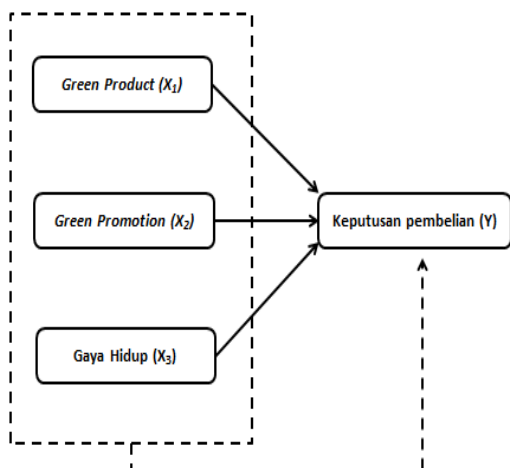 Green Product (X₁)
Green Promotion (X₂)
Keputusan pembelian (Y)
Gaya Hidup (X₃)